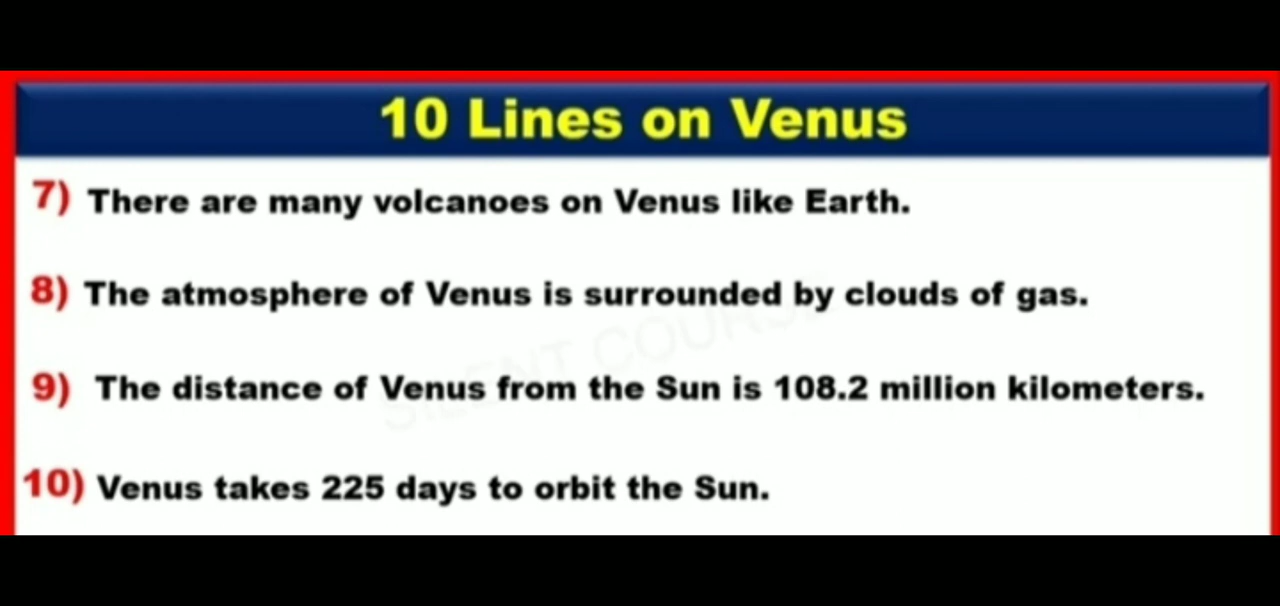 10 Lines on Venus
7) There are many volcanoes on Venus like Earth.
8) The atmosphere of Venus is surrounded by clouds of gas.
SILENT COURSE
9) The distance of Venus from the Sun is 108.2 million kilometers.
10) Venus takes 225 days to orbit the Sun.